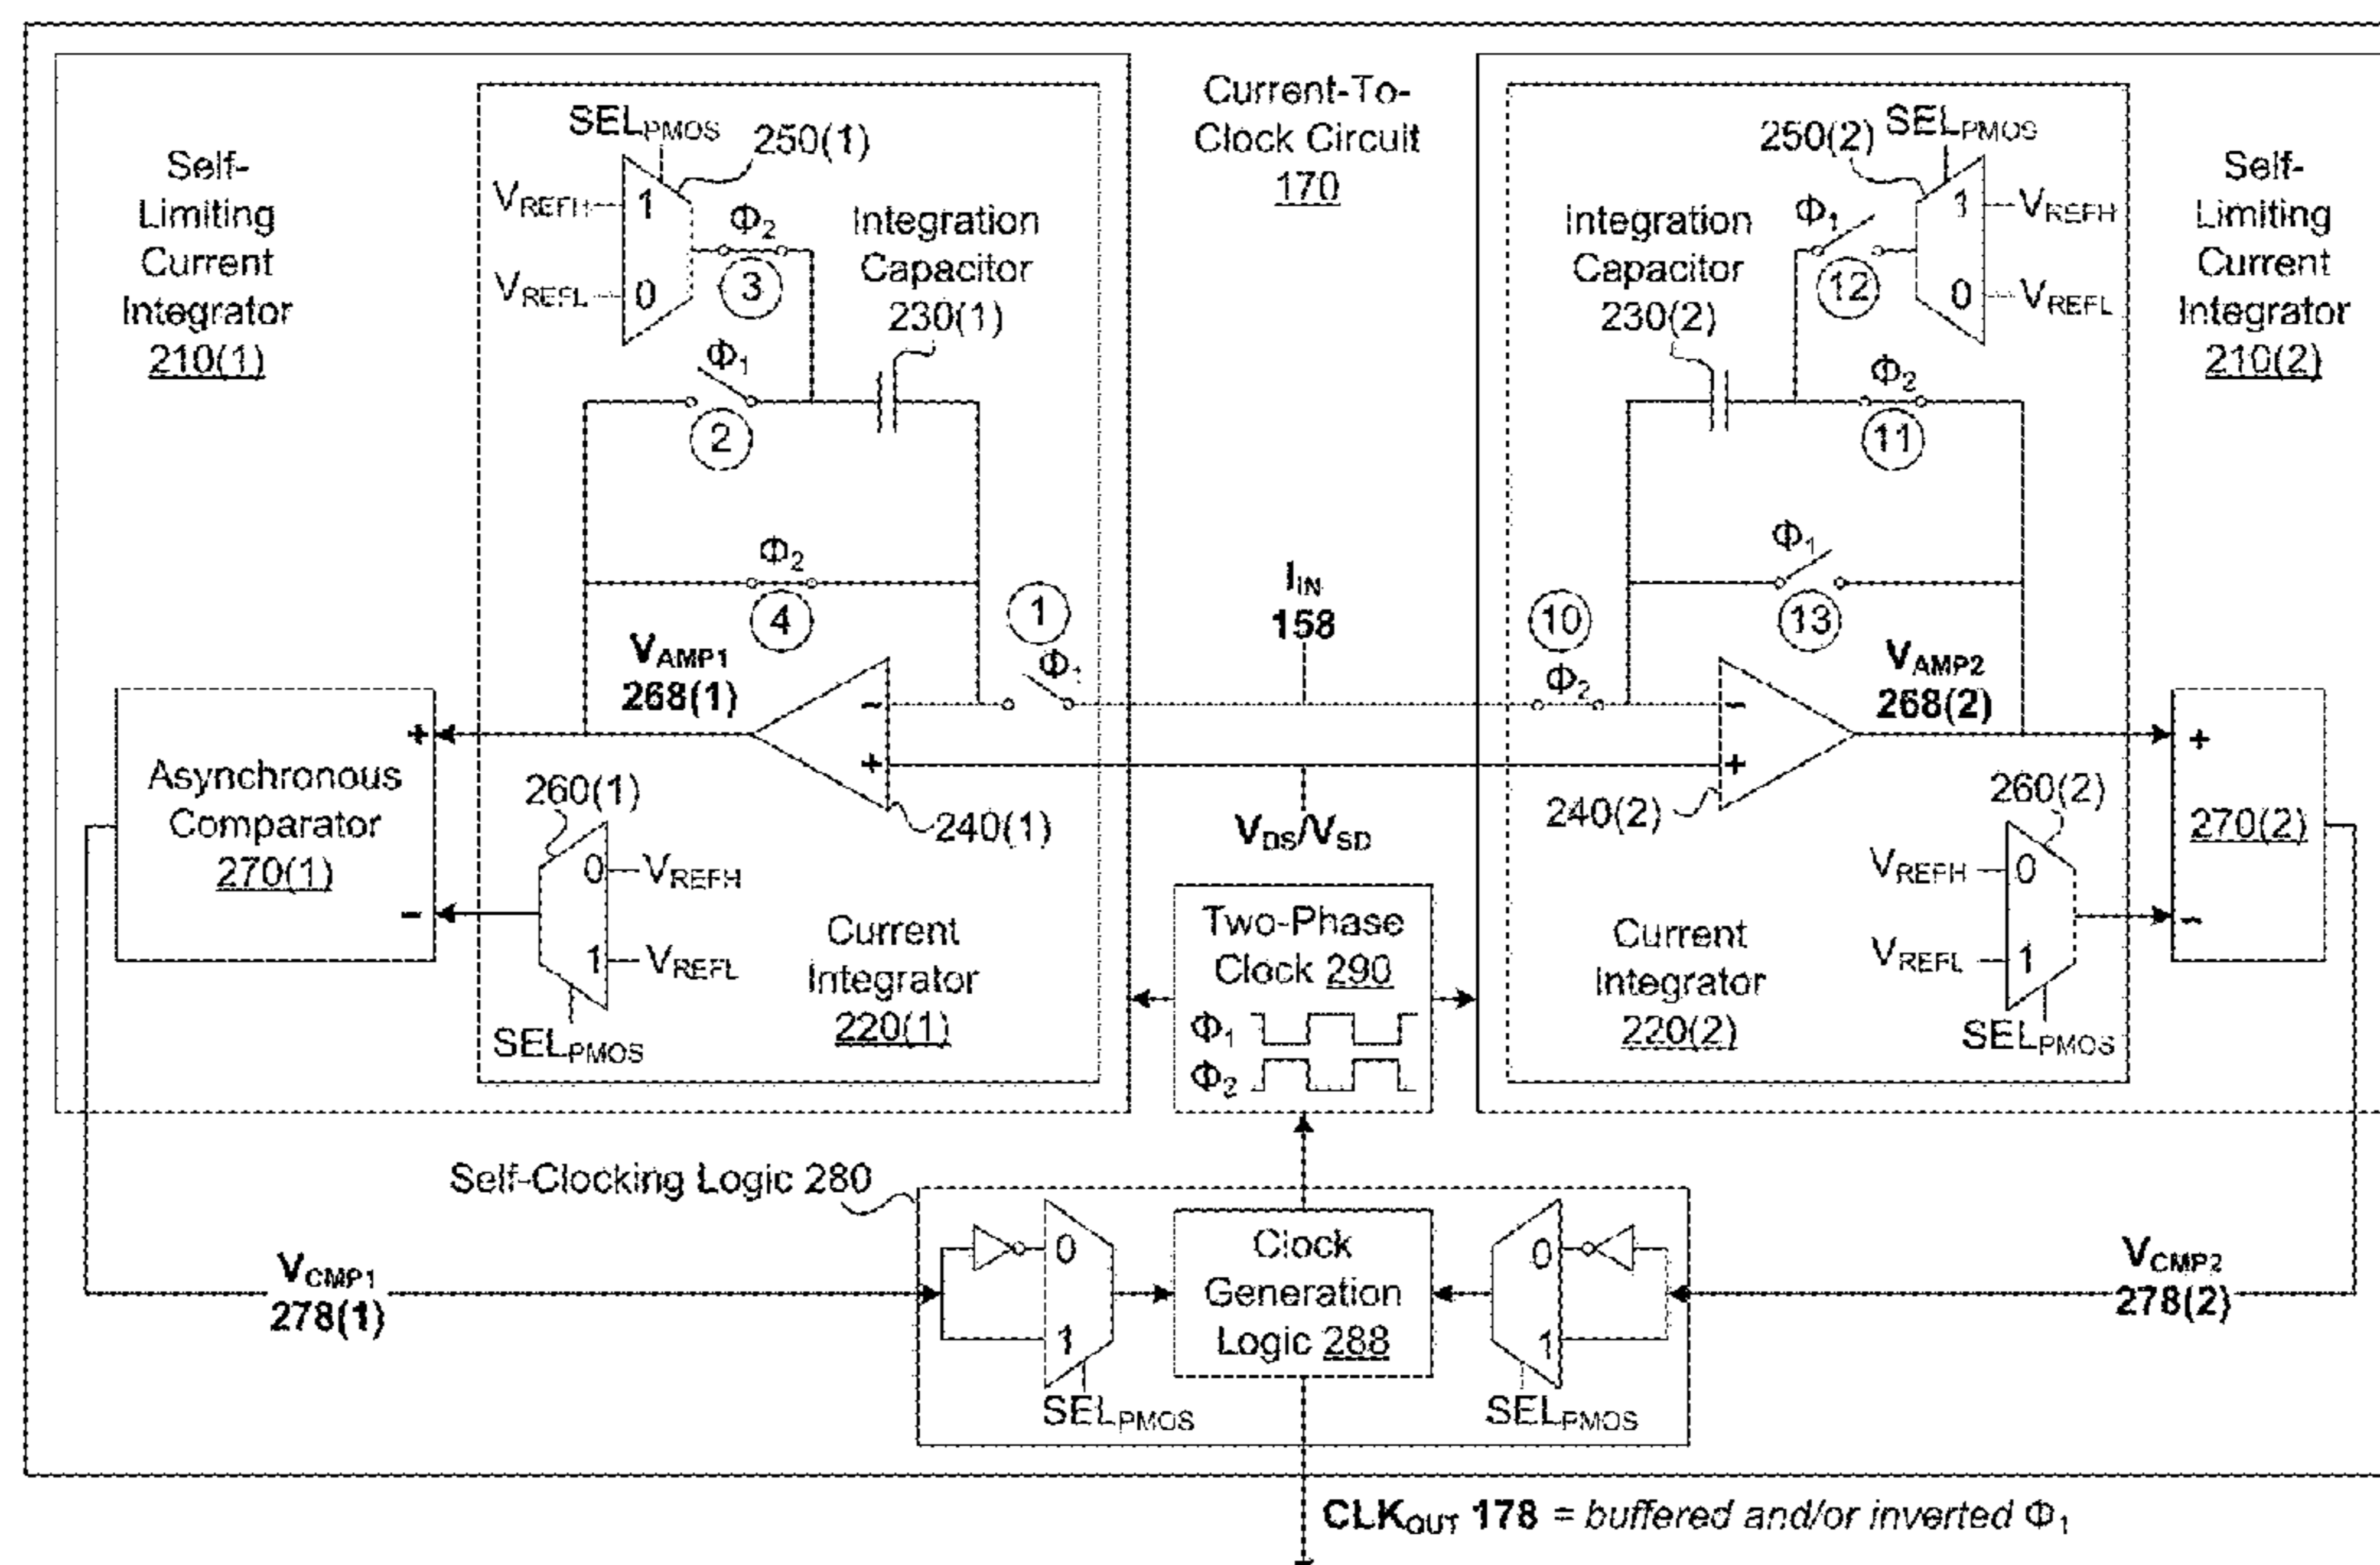 Current-To-
Clock Circuit
170
Self-
Limiting
Current
Integrator
210(1)
SELPMOS
250(1)
VREFH
1
VREFL
0
Φ2
3
Integration
Capacitor
230(1)
Φ1
2
Φ2
4
1
Φ1
VAMP1
268(1)
-
+
240(1)
Asynchronous
Comparator
270(1)
+
-
260(1)
0
VREFH
1
VREFL
SELPMOS
Current
Integrator
220(1)
IIN
158
VDS/VSD
Two-Phase
Clock 290
Φ1
Φ2
250(2)
SELPMOS
1
VREFH
0
VREFL
Φ1
12
Integration
Capacitor
230(2)
Φ2
11
Φ1
13
10
Φ2
VAMP2
268(2)
-
+
240(2)
Self-
Limiting
Current
Integrator
210(2)
+
270(2)
-
260(2)
VREFH
0
VREFL
1
SELPMOS
Current
Integrator
220(2)
Self-Clocking Logic 280
VCMP1
278(1)
0
1
SELPMOS
Clock
Generation
Logic 288
0
1
SELPMOS
VCMP2
278(2)
CLKOUT 178 = buffered and/or inverted Φ1